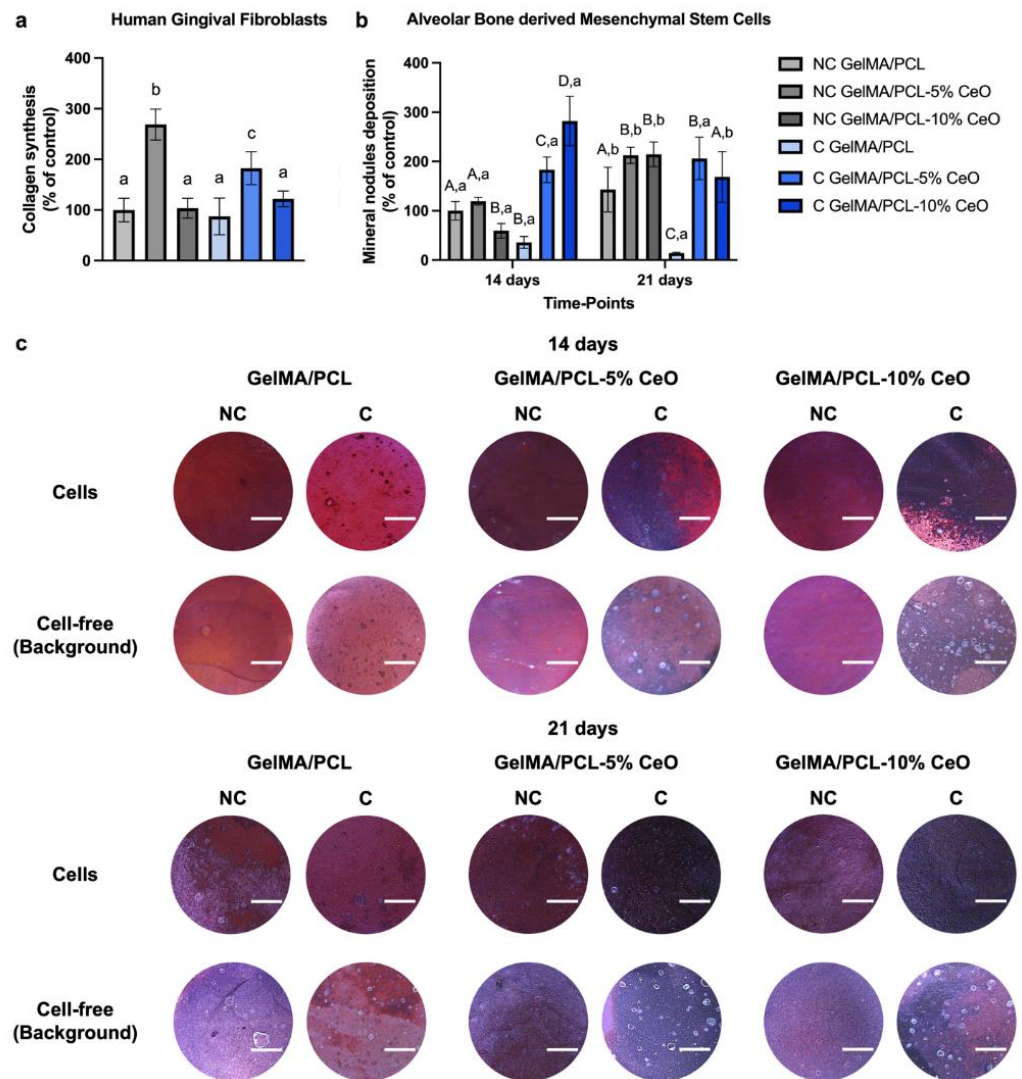 a Human Gingival Fibroblasts
Collagen synthesis
(% of control)
400
300
200
100
0
a
b
a
a
c
a
b Alveolar Bone derived Mesenchymal Stem Cells
Mineral nodules deposition
(% of control)
400
300
200
100
0
A,a
A,a
B,a
B,a
C,a
D,a
A,b
B,b
B,b
C,a
B,a
A,b
14 days
21 days
Time-Points
NC GelMA/PCL
NC GelMA/PCL-5% CeO
NC GelMA/PCL-10% CeO
C GelMA/PCL
C GelMA/PCL-5% CeO
C GelMA/PCL-10% CeO
c
14 days
GelMA/PCL GelMA/PCL-5% CeO GelMA/PCL-10% CeO
NC C NC C NC C
Cells
Cell-free
(Background)
21 days
GelMA/PCL GelMA/PCL-5% CeO GelMA/PCL-10% CeO
NC C NC C NC C
Cells
Cell-free
(Background)